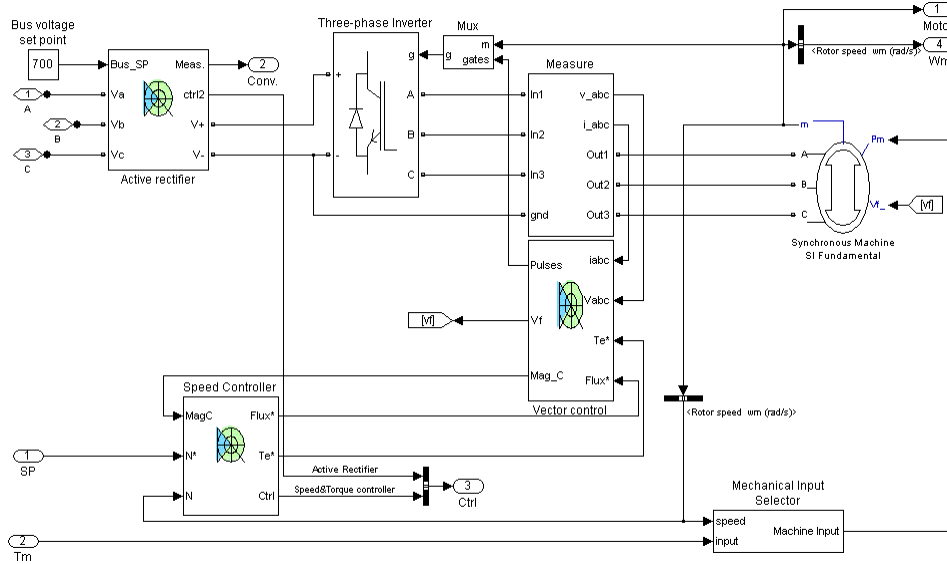 Bus voltage
set point
700
Bus_SP
Meas.
Va
ctrl2
Vb
V+
Vc
V-
Active rectifier
1
A
2
B
3
C
2
Conv.
Three-phase Inverter
g
+
-
A
B
C
Mux
g
m
gates
Measure
In1
In2
In3
gnd
v_abc
i_abc
Out1
Out2
Out3
1
<Rotor speed wm (rad/s)>
4
m
Pm
A
B
C
Vf_
[vf]
Synchronous Machine
SI Fundamental
Pulses
iabc
Vabc
Vf
Te*
Mag_C
Flux*
Vector control
[vf]
Speed Controller
MagC
Flux*
N*
Te*
N
Ctrl
1
SP
2
Tm
Active Rectifier
Speed&Torque controller
3
Ctrl
<Rotor speed wm (rad/s)>
Mechanical Input
Selector
speed
input
Machine Input